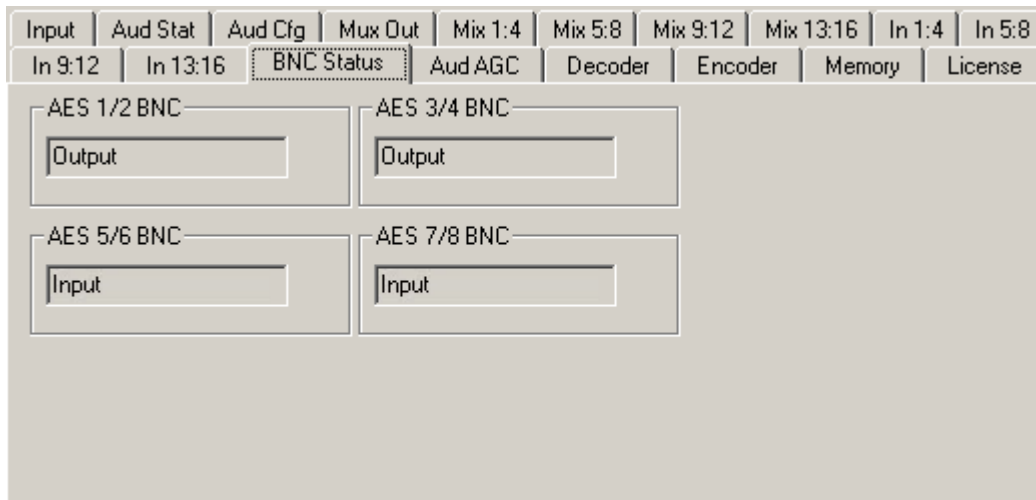 Input Aud Stat Aud Cfg Mux Out Mix 1:4 Mix 5:8 Mix 9:12 Mix 13:16 In 1:4 In 5:8
In 9:12 In 13:16 BNC Status Aud AGC Decoder Encoder Memory License
AES 1/2 BNC AES 3/4 BNC
Output Output
AES 5/6 BNC AES 7/8 BNC
Input Input